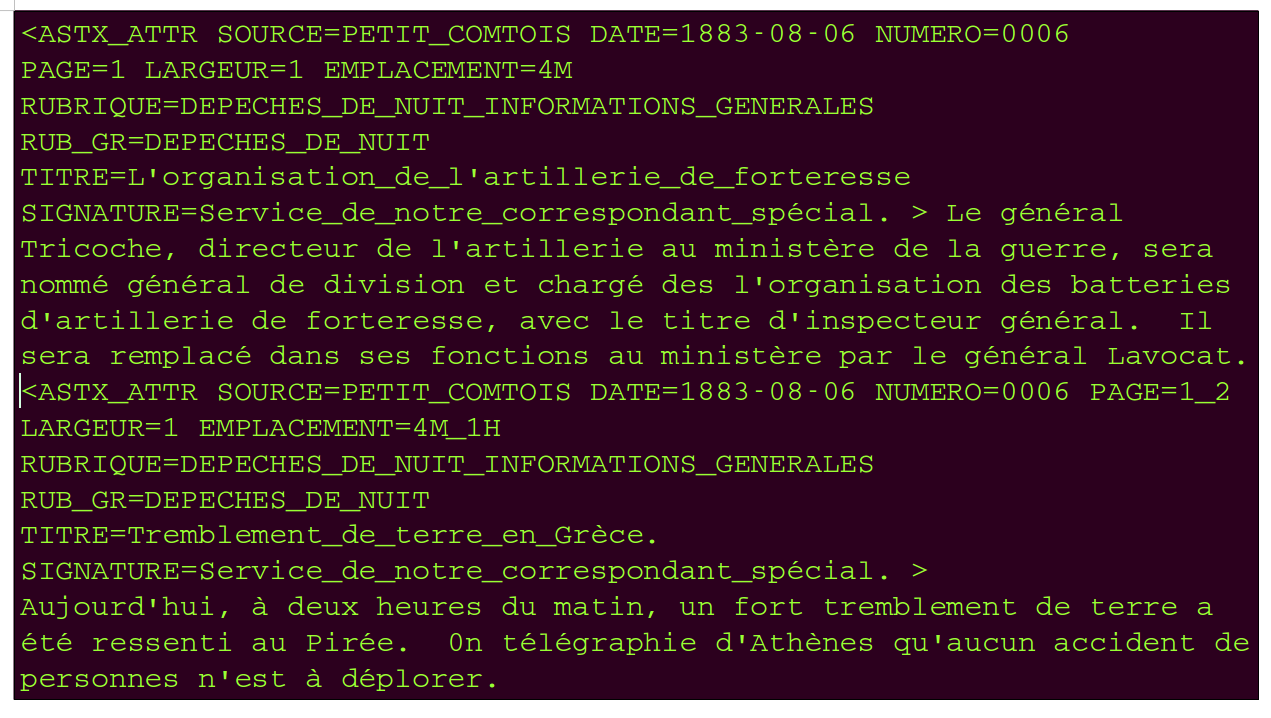 <ASTX_ATTR SOURCE=PETIT_COMTOIS DATE=1883-08-06 NUMERO=0006
PAGE=1 LARGEUR=1 EMPLACEMENT=4M
RUBRIQUE=DEPECHES_DE_NUIT_INFORMATIONS_GENERALES
RUB_GR=DEPECHES_DE_NUIT
TITRE=L'organisation_de_l'artillerie_de_forteresse
SIGNATURE=Service_de_notre_correspondant_spécial. > Le général
Tricoche, directeur de l'artillerie au ministère de la guerre, sera
nommé général de division et chargé des l'organisation des batteries
d'artillerie de forteresse, avec le titre d'inspecteur général.  Il
sera remplacé dans ses fonctions au ministère par le général Lavocat.
<ASTX_ATTR SOURCE=PETIT_COMTOIS DATE=1883-08-06 NUMERO=0006 PAGE=1_2
LARGEUR=1 EMPLACEMENT=4M_1H
RUBRIQUE=DEPECHES_DE_NUIT_INFORMATIONS_GENERALES
RUB_GR=DEPECHES_DE_NUIT
TITRE=Tremblement_de_terre_en_Grèce.
SIGNATURE=Service_de_notre_correspondant_spécial. >
Aujourd'hui, à deux heures du matin, un fort tremblement de terre a
été ressenti au Pirée.  0n télégraphie d'Athènes qu'aucun accident de
personnes n'est à déplorer.